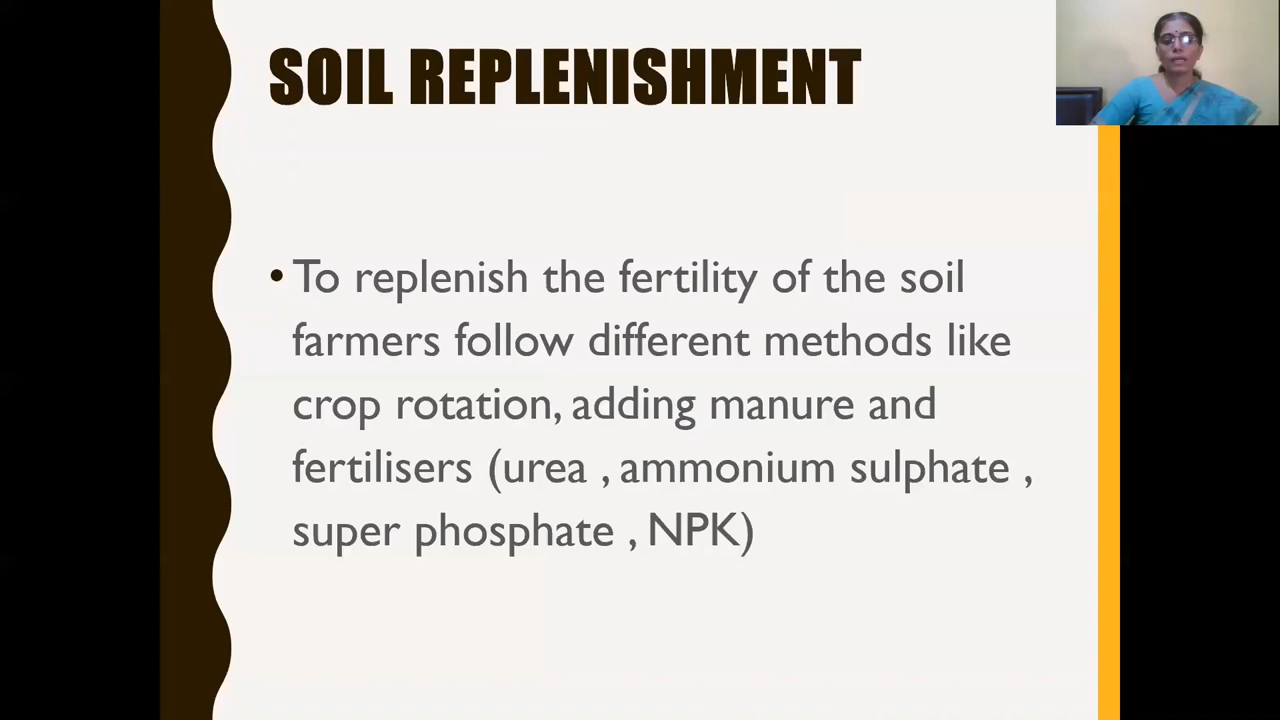 SOIL REPLENISHMENT
• To replenish the fertility of the soil
farmers follow different methods like
crop rotation, adding manure and
fertilisers (urea , ammonium sulphate ,
super phosphate , NPK)